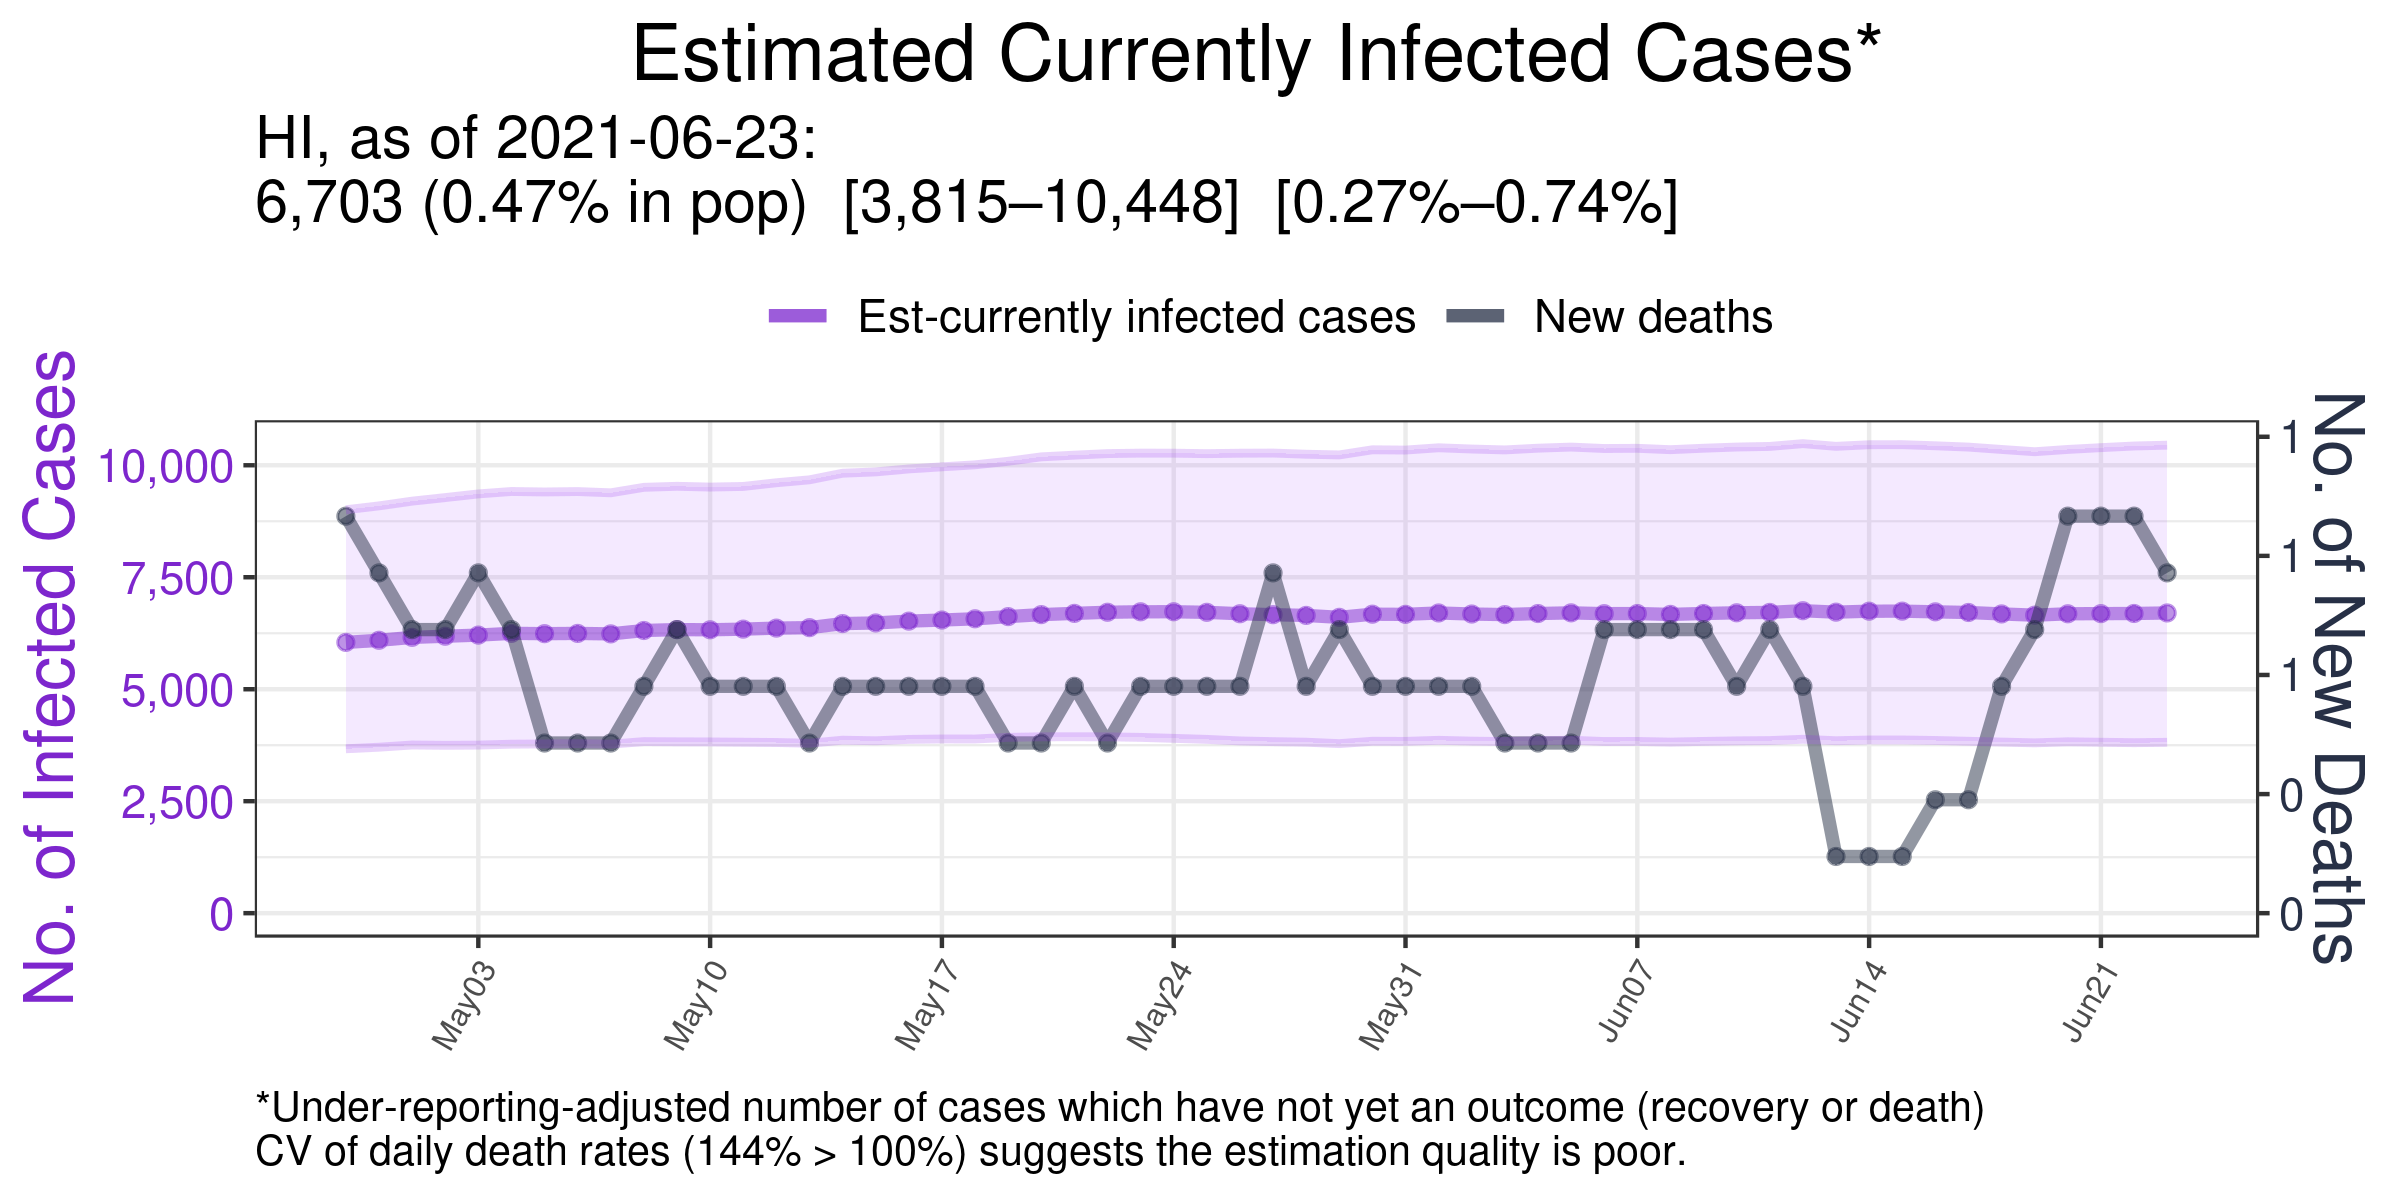 Estimated Currently Infected Cases*
HI, as of 2021-06-23:
6,703 (0.47% in pop)  [3,815–10,448]  [0.27%–0.74%]
Est-currently infected cases
New deaths
No. of Infected Cases
10,000
7,500
5,000
2,500
0
1
1
1
0
0
No. of New Deaths
May03
May10
May17
May24
May31
Jun07
Jun14
Jun21
*Under-reporting-adjusted number of cases which have not yet an outcome (recovery or death)
CV of daily death rates (144% > 100%) suggests the estimation quality is poor.